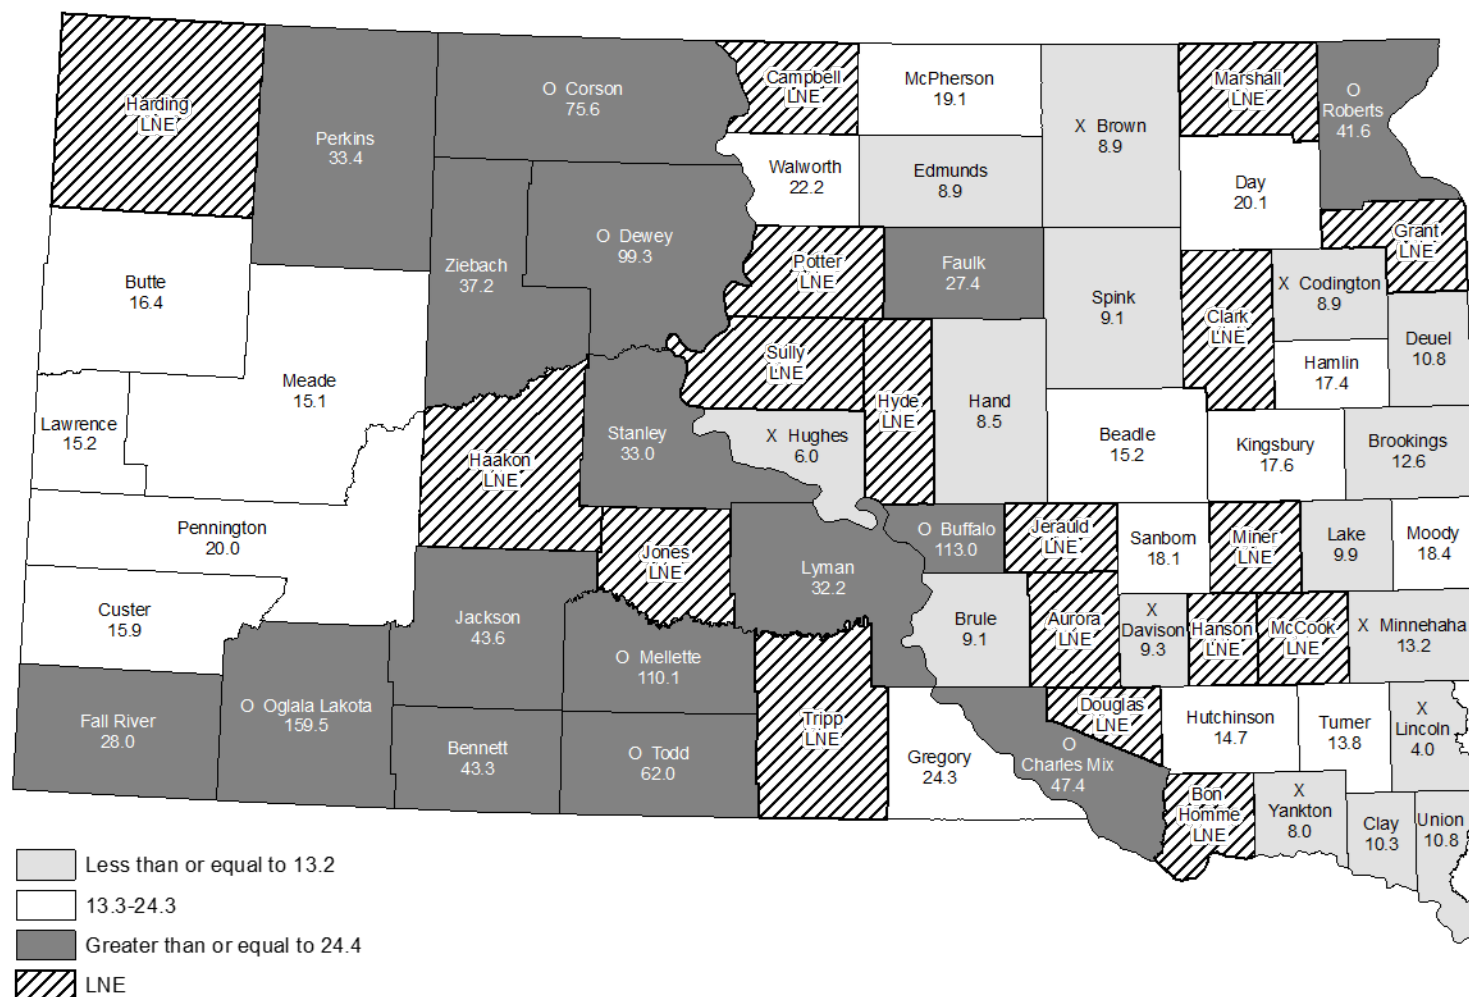 Harding
LNE
Perkins
33.4
O Corson
75.6
Campbell
LNE
McPherson
19.1
X Brown
8.9
Marshall
LNE
O
Roberts
41.6
Walworth
22.2
Edmunds
8.9
Day
20.1
Grant
LNE
Butte
16.4
Ziebach
37.2
O Dewey
99.3
Potter
LNE
Faulk
27.4
Spink
9.1
Clark
LNE
X Codington
8.9
Deuel
10.8
Hamlin
17.4
Meade
15.1
Lawrence
15.2
Sully
LNE
Hyde
LNE
Hand
8.5
Haakon
LNE
Stanley
33.0
X Hughes
6.0
Beadle
15.2
Kingsbury
17.6
Brookings
12.6
Pennington
20.0
Jones
LNE
Lyman
32.2
O Buffalo
113.0
Jerauld
LNE
Sanborn
18.1
Miner
LNE
Lake
9.9
Moody
18.4
Custer
15.9
Jackson
43.6
Brule
9.1
Aurora
LNE
X
Davison
9.3
Hanson
LNE
McCook
LNE
X Minnehaha
13.2
Fall River
28.0
O Oglala Lakota
159.5
O Mellette
110.1
Bennett
43.3
O Todd
62.0
Tripp
LNE
Gregory
24.3
O
Charles Mix
47.4
Douglas
LNE
Hutchinson
14.7
Turner
13.8
X
Lincoln
4.0
Bon
Homme
LNE
X
Yankton
8.0
Clay
10.3
Union
10.8
Less than or equal to 13.2
13.3-24.3
Greater than or equal to 24.4
LNE